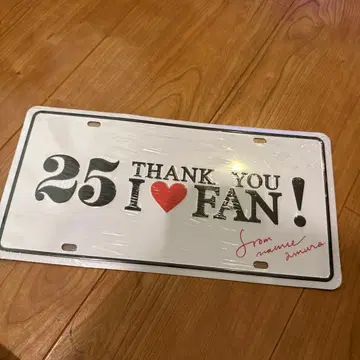 25 THANK YOU
I❤FAN!
from
namie
amuro